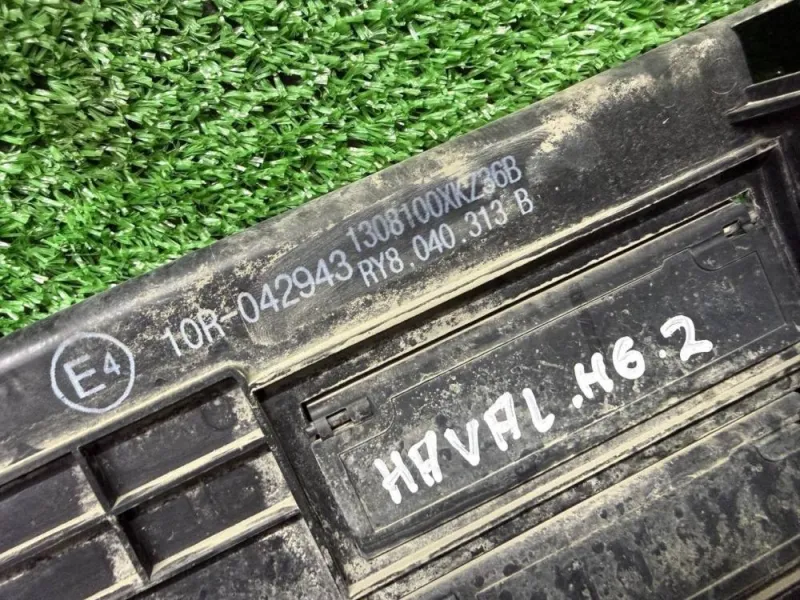 E4
10R-042943
1308100XKZ36B
RY8.040.313 B
HAVAL.H6.2